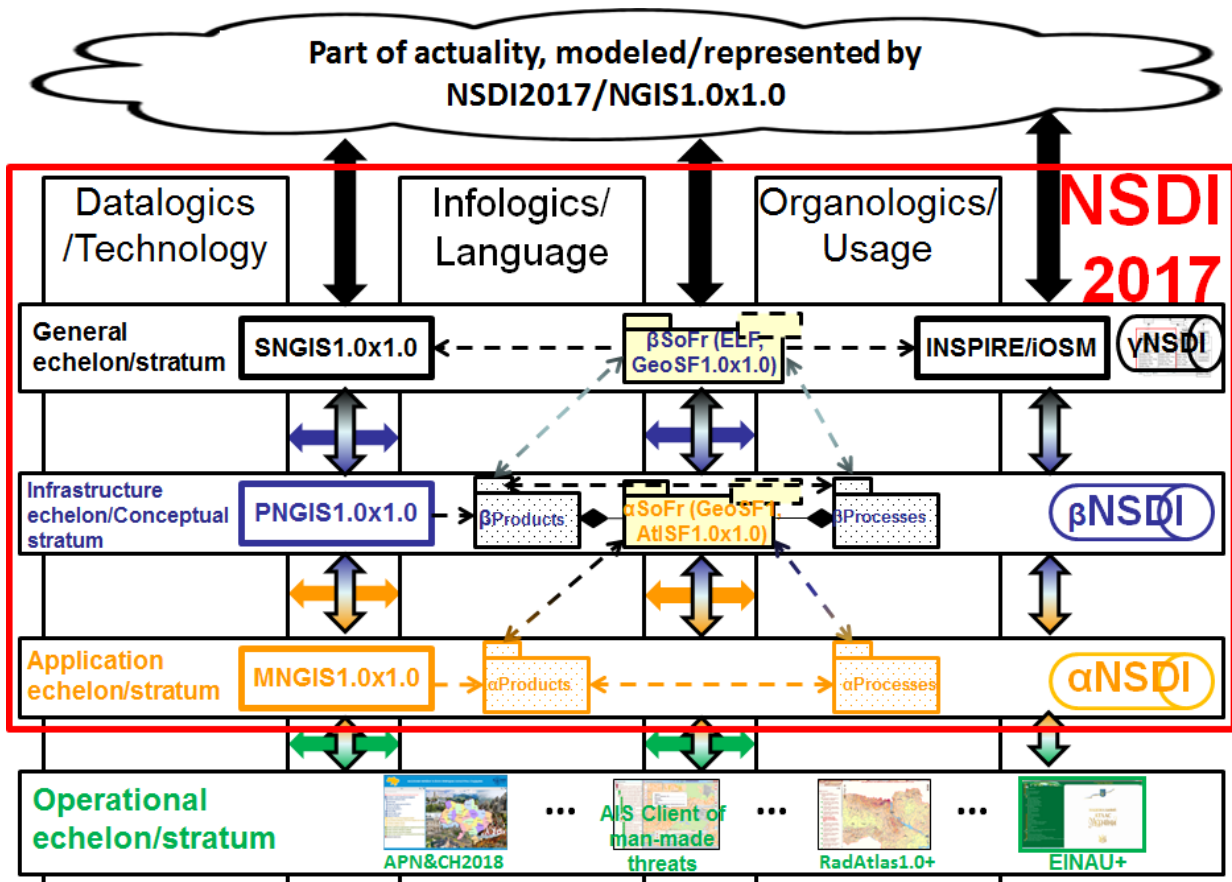 Part of actuality, modeled/represented by
NSDI2017/NGIS1.0x1.0
Datalogics
/Technology
Infologics/
Language
Organologics/
Usage
NSDI
2017
General
echelon/stratum
SNGIS1.0x1.0
βSoFr (ELF,
GeoSF1.0x1.0)
INSPIRE/iOSM
γNSDI
Infrastructure
echelon/Conceptual
stratum
PNGIS1.0x1.0
βProducts
αSoFr (GeoSF1,
AtlSF1.0x1.0)
βProcesses
βNSDI
Application
echelon/stratum
MNGIS1.0x1.0
αProducts
αProcesses
αNSDI
Operational
echelon/stratum
APN&CH2018
...
AIS Client of
man-made
threats
...
RadAtlas1.0+
...
EINAU+